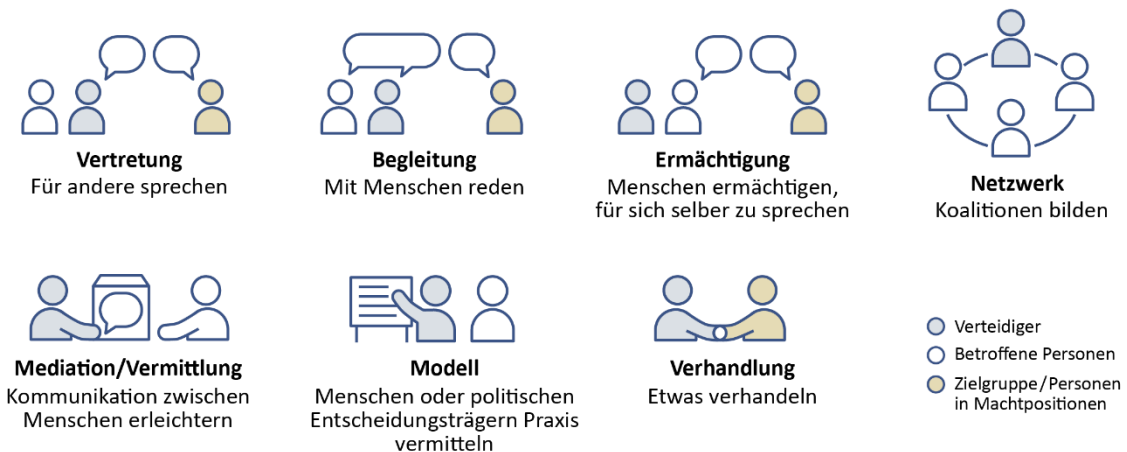 Vertretung
Für andere sprechen
Begleitung
Mit Menschen reden
Ermächtigung
Menschen ermächtigen,
für sich selber zu sprechen
Netzwerk
Koalitionen bilden
Mediation/Vermittlung
Kommunikation zwischen
Menschen erleichtern
Modell
Menschen oder politischen
Entscheidungsträgern Praxis
vermitteln
Verhandlung
Etwas verhandeln
Verteidiger
Betroffene Personen
Zielgruppe/Personen
in Machtpositionen